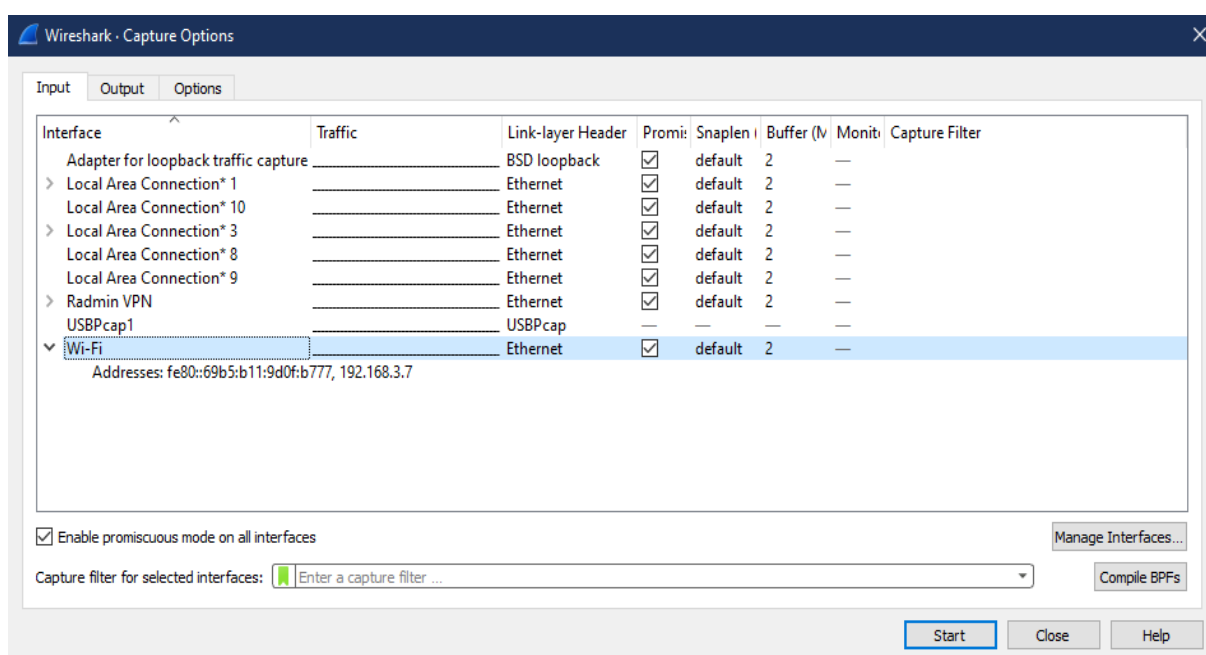 Wireshark · Capture Options
Input Output Options
Interface Traffic Link-layer Header Promi: Snaplen ( Buffer (M Monit( Capture Filter
Adapter for loopback traffic capture BSD loopback default 2 —
Local Area Connection* 1 Ethernet default 2 —
Local Area Connection* 10 Ethernet default 2 —
Local Area Connection* 3 Ethernet default 2 —
Local Area Connection* 8 Ethernet default 2 —
Local Area Connection* 9 Ethernet default 2 —
Radmin VPN Ethernet default 2 —
USBPcap1 USBPcap — — — —
Wi-Fi Ethernet default 2 —
Addresses: fe80::69b5:b11:9d0f:b777, 192.168.3.7
Enable promiscuous mode on all interfaces
Manage Interfaces...
Capture filter for selected interfaces: Enter a capture filter ...
Compile BPFs
Start Close Help